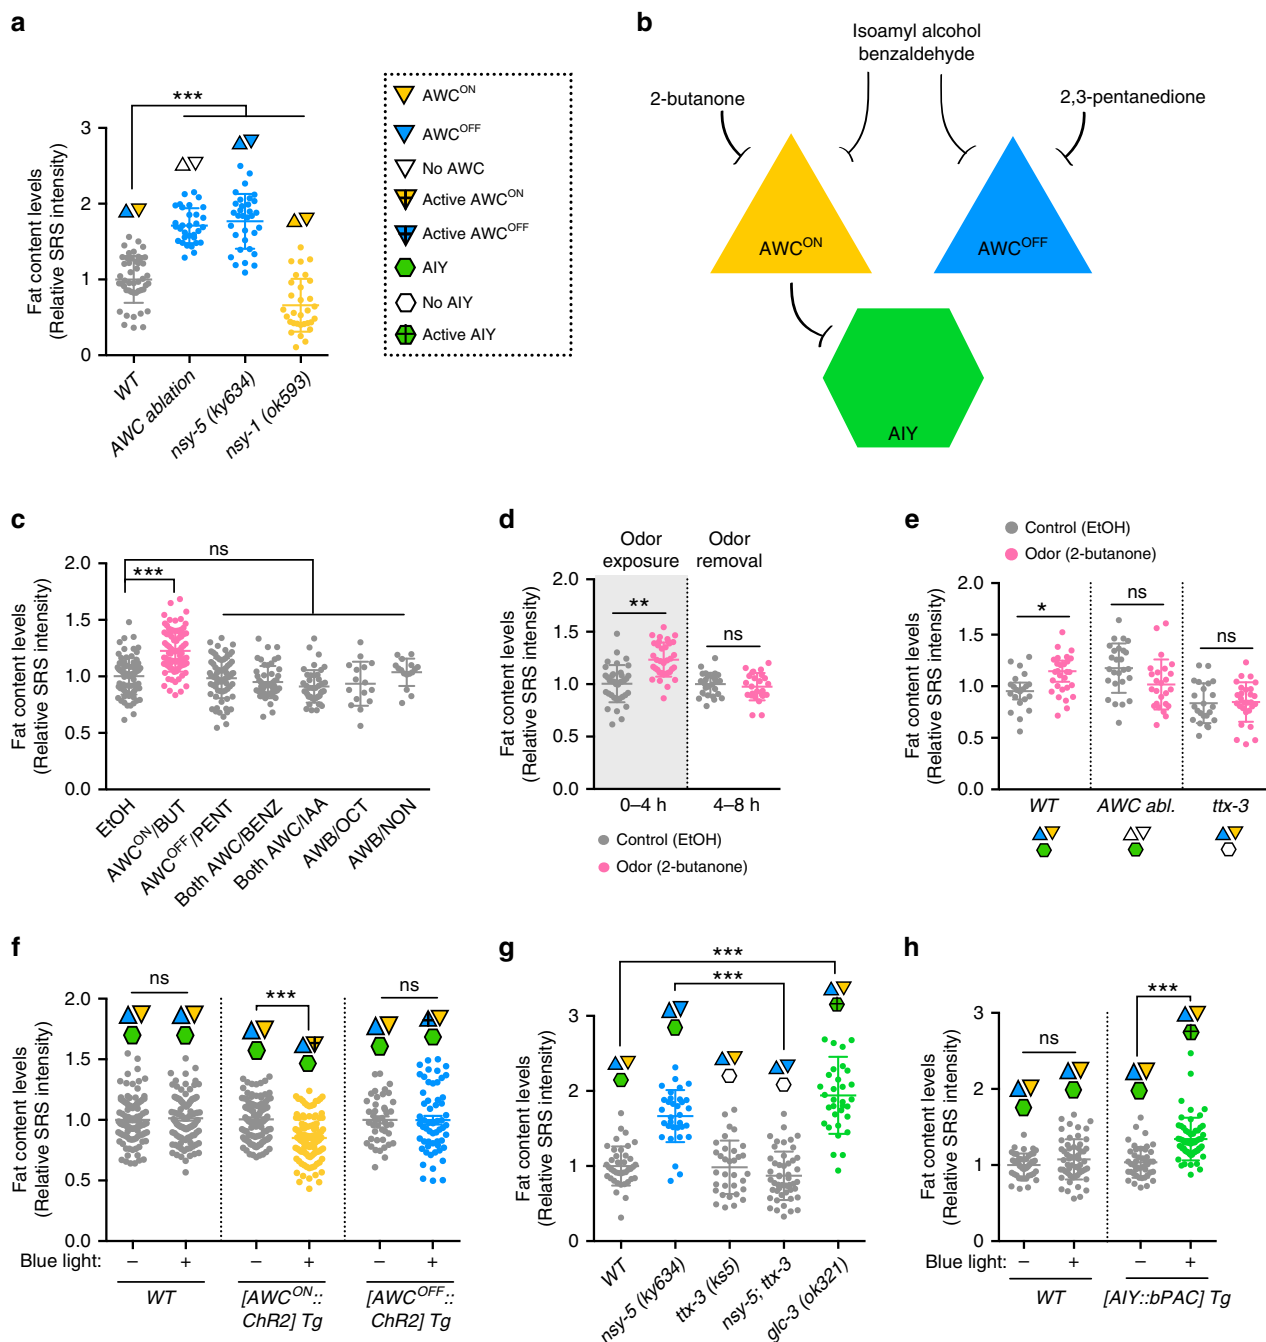 a
***
Fat content levels
(Relative SRS intensity)
3
2
1
0
WT
AWC ablation
nsy-5 (ky634)
nsy-1 (ok593)
AWC^ON
AWC^OFF
No AWC
Active AWC^ON
Active AWC^OFF
AIY
No AIY
Active AIY
b
Isoamyl alcohol
benzaldehyde
2-butanone
2,3-pentanedione
AWC^ON
AWC^OFF
AIY
c
ns
***
Fat content levels
(Relative SRS intensity)
2.0
1.5
1.0
0.5
0.0
EtOH
AWC^ON/BUT
AWC^OFF/PENT
Both AWC/BENZ
Both AWC/IAA
AWB/OCT
AWB/NON
d
Odor
exposure
Odor
removal
**
ns
Fat content levels
(Relative SRS intensity)
2.0
1.5
1.0
0.5
0.0
0–4 h
4–8 h
Control (EtOH)
Odor (2-butanone)
e
Control (EtOH)
Odor (2-butanone)
*
ns
ns
Fat content levels
(Relative SRS intensity)
2.0
1.5
1.0
0.5
0.0
WT
AWC abl.
ttx-3
f
ns
***
ns
Fat content levels
(Relative SRS intensity)
2.0
1.5
1.0
0.5
0
Blue light:
–
+
–
+
–
+
WT
[AWC^ON::
ChR2] Tg
[AWC^OFF::
ChR2] Tg
g
***
***
Fat content levels
(Relative SRS intensity)
3
2
1
0
WT
nsy-5 (ky634)
ttx-3 (ks5)
nsy-5; ttx-3
glc-3 (ok321)
h
ns
***
Fat content levels
(Relative SRS intensity)
3
2
1
0
Blue light:
–
+
–
+
WT
[AIY::bPAC] Tg